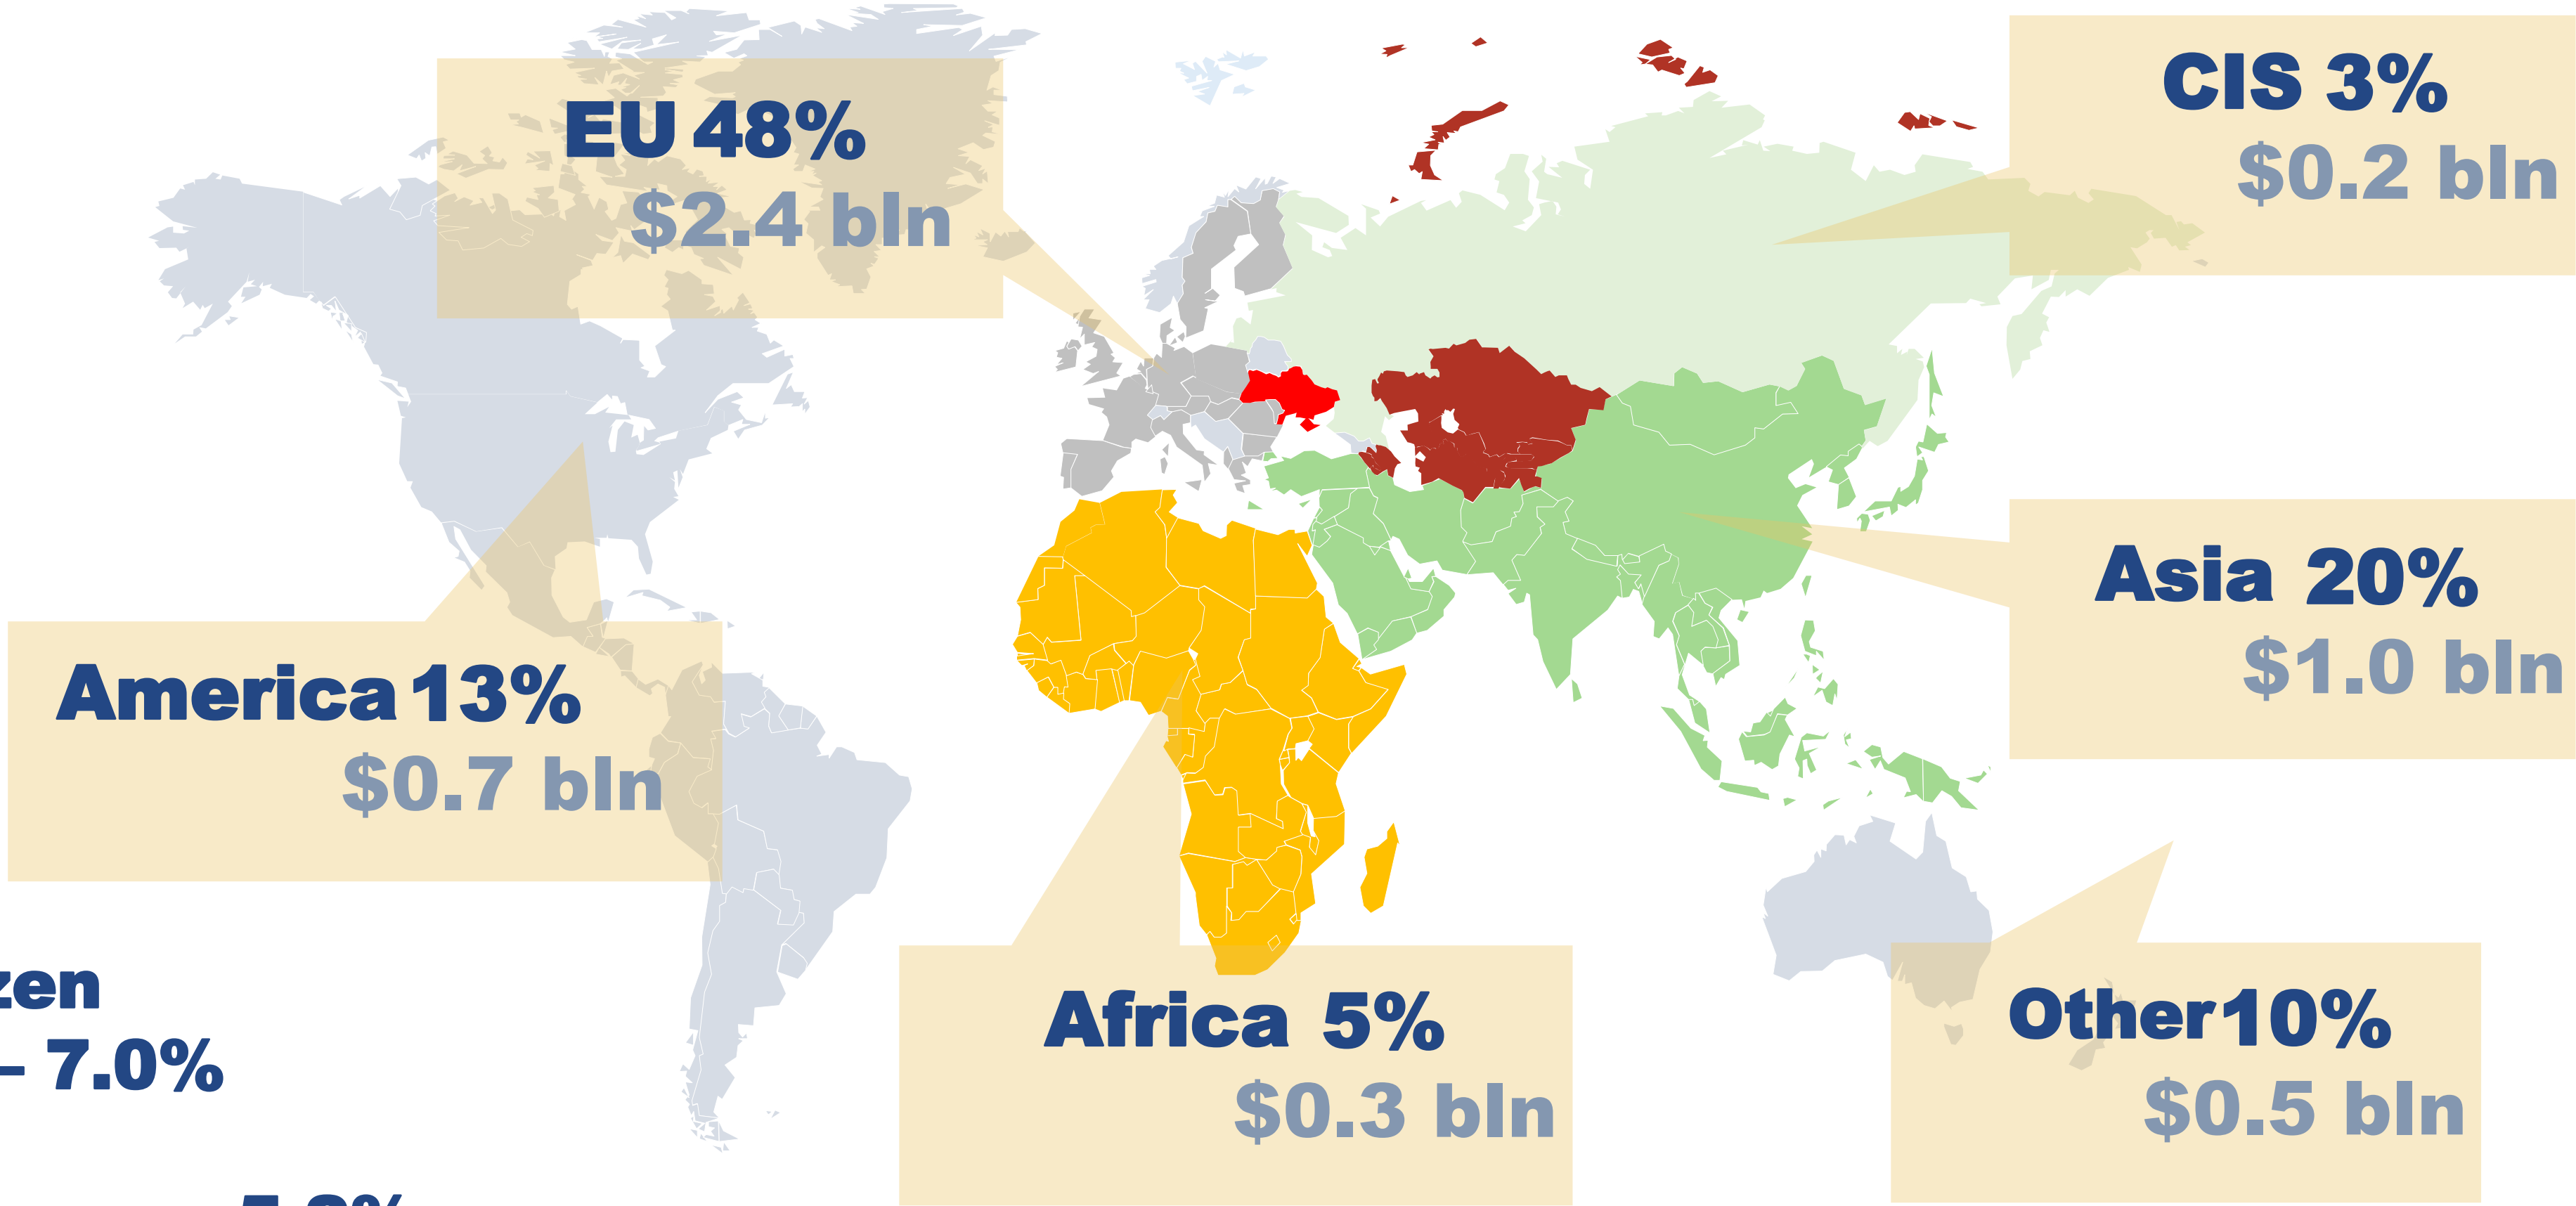 EU 48%
$2.4 bln
CIS 3%
$0.2 bln
Asia 20%
$1.0 bln
America 13%
$0.7 bln
Africa 5%
$0.3 bln
Other 10%
$0.5 bln
zen
– 7.0%